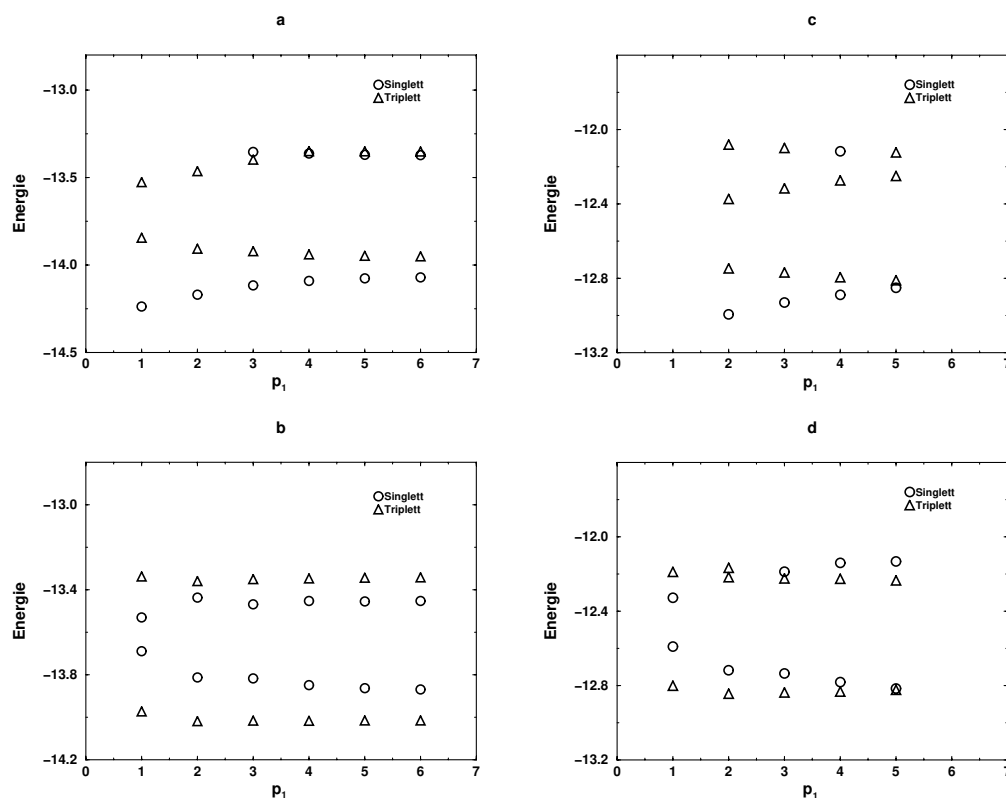 a
−13.0
−13.5
−14.0
−14.5
Energie
0 1 2 3 4 5 6 7
p1
Singlett
Triplett
c
−12.0
−12.4
−12.8
−13.2
Energie
0 1 2 3 4 5 6 7
p1
Singlett
Triplett
b
−13.0
−13.4
−13.8
−14.2
Energie
0 1 2 3 4 5 6 7
p1
Singlett
Triplett
d
−12.0
−12.4
−12.8
−13.2
Energie
0 1 2 3 4 5 6 7
p1
Singlett
Triplett